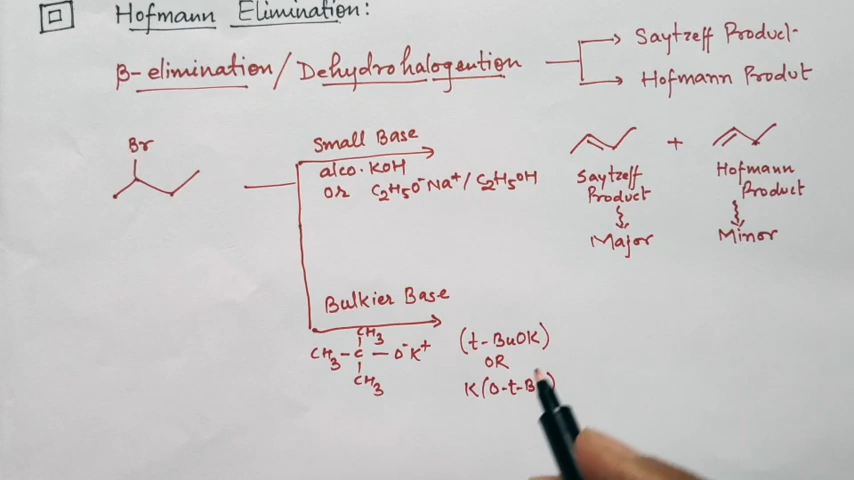 Hofmann Elimination:
β-elimination/Dehydrohalogention
Saytzeff Product
Hofmann Produt
Br
Small Base
alco. KOH
or C2H5O-Na+/C2H5OH
+
Saytzeff
Product
Major
Hofmann
Product
Minor
Bulkier Base
CH3
CH3-C-O-K+
CH3
(t-BuOK)
OR